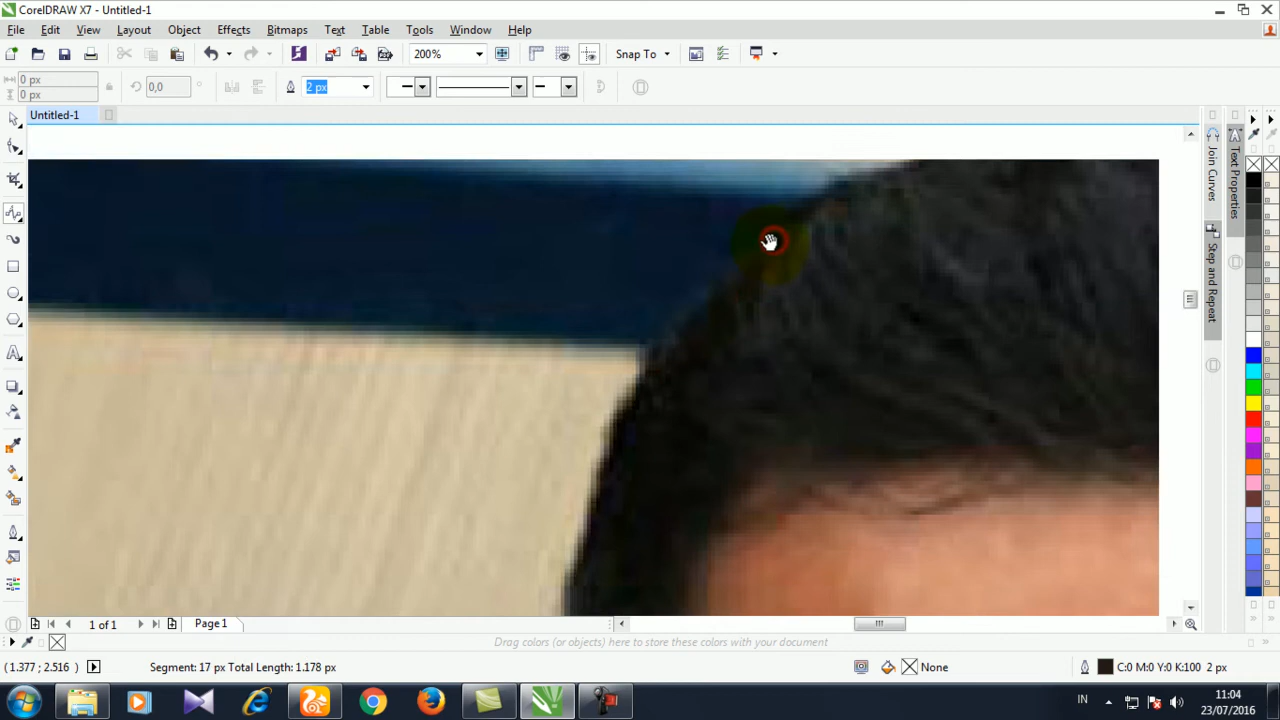 CorelDRAW X7 - Untitled-1
File Edit View Layout Object Effects Bitmaps Text Table Tools Window Help
200% Snap To
0 px
0 px
0,0
2 px
Untitled-1
Join Curves
Text Properties
Step and Repeat
1 of 1 Page 1
Drag colors (or objects) here to store these colors with your document
(1.377 ; 2.516) Segment: 17 px Total Length: 1.178 px None C:0 M:0 Y:0 K:100 2 px
IN 11:04
23/07/2016